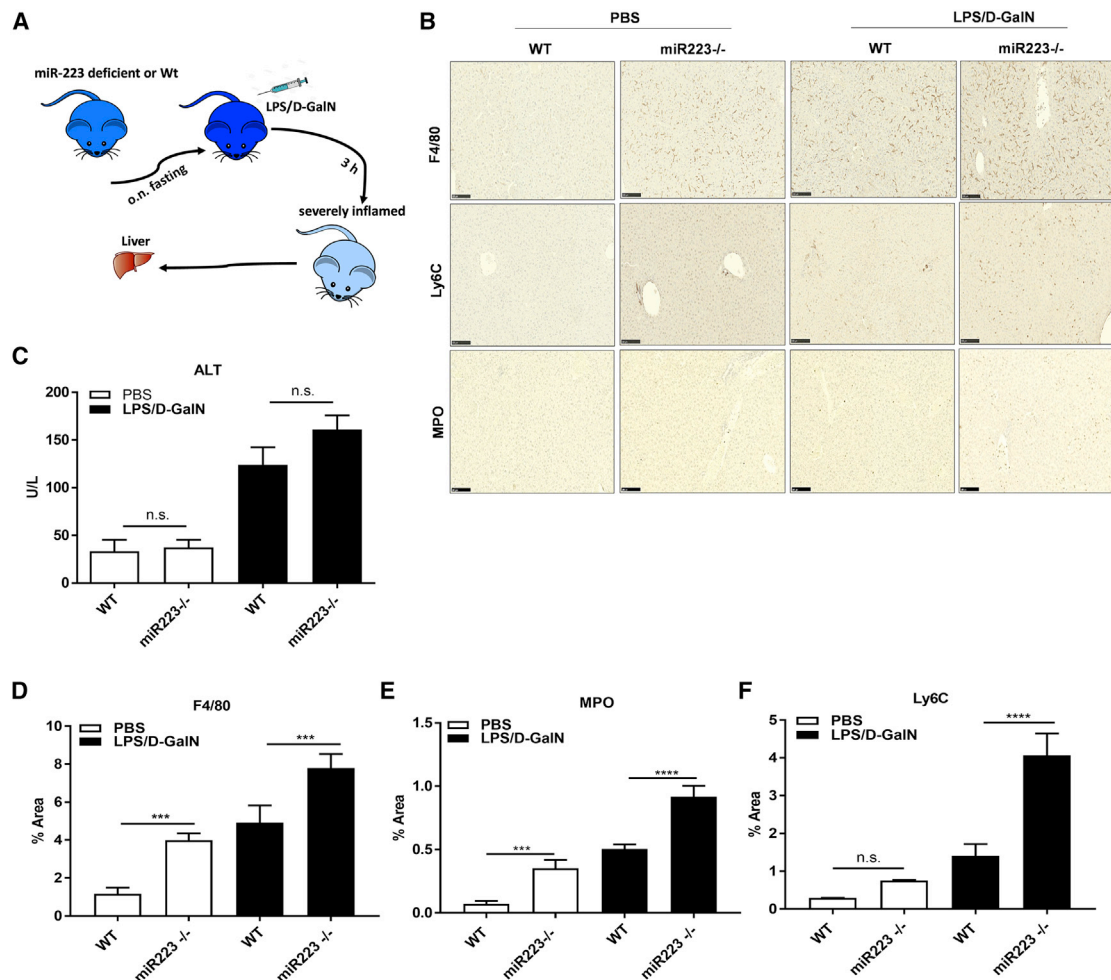 A
miR-223 deficient or Wt
LPS/D-GalN
o.n. fasting
3 h
severely inflamed
Liver
B
PBS
LPS/D-GalN
WT
miR223-/-
WT
miR223-/-
F4/80
Ly6C
MPO
C
ALT
PBS
LPS/D-GalN
n.s.
n.s.
U/L
200
150
100
50
0
WT
miR223-/-
WT
miR223-/-
D
F4/80
PBS
LPS/D-GalN
***
***
% Area
10
8
6
4
2
0
WT
miR223 -/-
WT
miR223 -/-
E
MPO
PBS
LPS/D-GalN
***
****
% Area
1.5
1.0
0.5
0.0
WT
miR223-/-
WT
miR223 -/-
F
Ly6C
PBS
LPS/D-GalN
n.s.
****
% Area
5
4
3
2
1
0
WT
miR223 -/-
WT
miR223 -/-